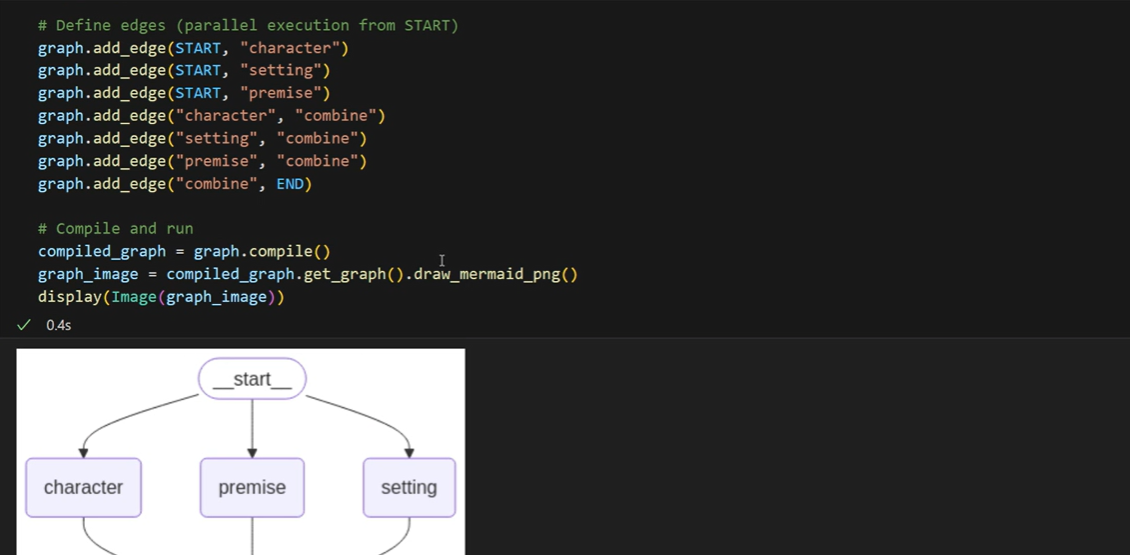 # Define edges (parallel execution from START)
graph.add_edge(START, "character")
graph.add_edge(START, "setting")
graph.add_edge(START, "premise")
graph.add_edge("character", "combine")
graph.add_edge("setting", "combine")
graph.add_edge("premise", "combine")
graph.add_edge("combine", END)
# Compile and run
compiled_graph = graph.compile()
graph_image = compiled_graph.get_graph().draw_mermaid_png()
display(Image(graph_image))
0.4s
__start__
character premise setting